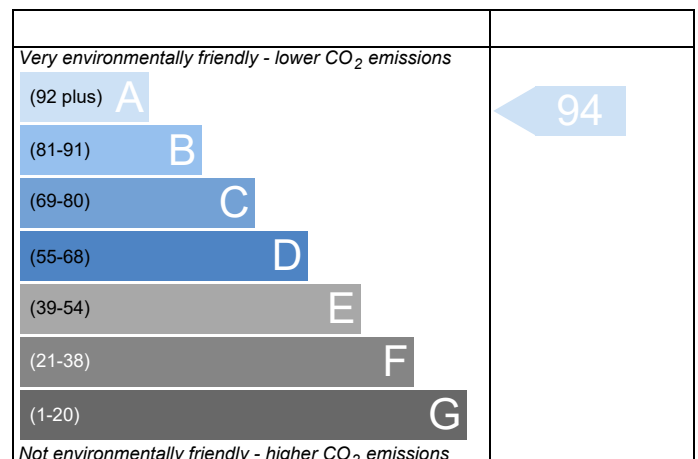 Very environmentally friendly - lower CO2 emissions
(92 plus) A
94
(81-91) B
(69-80) C
(55-68) D
(39-54) E
(21-38) F
(1-20) G
Not environmentally friendly - higher CO2 emissions